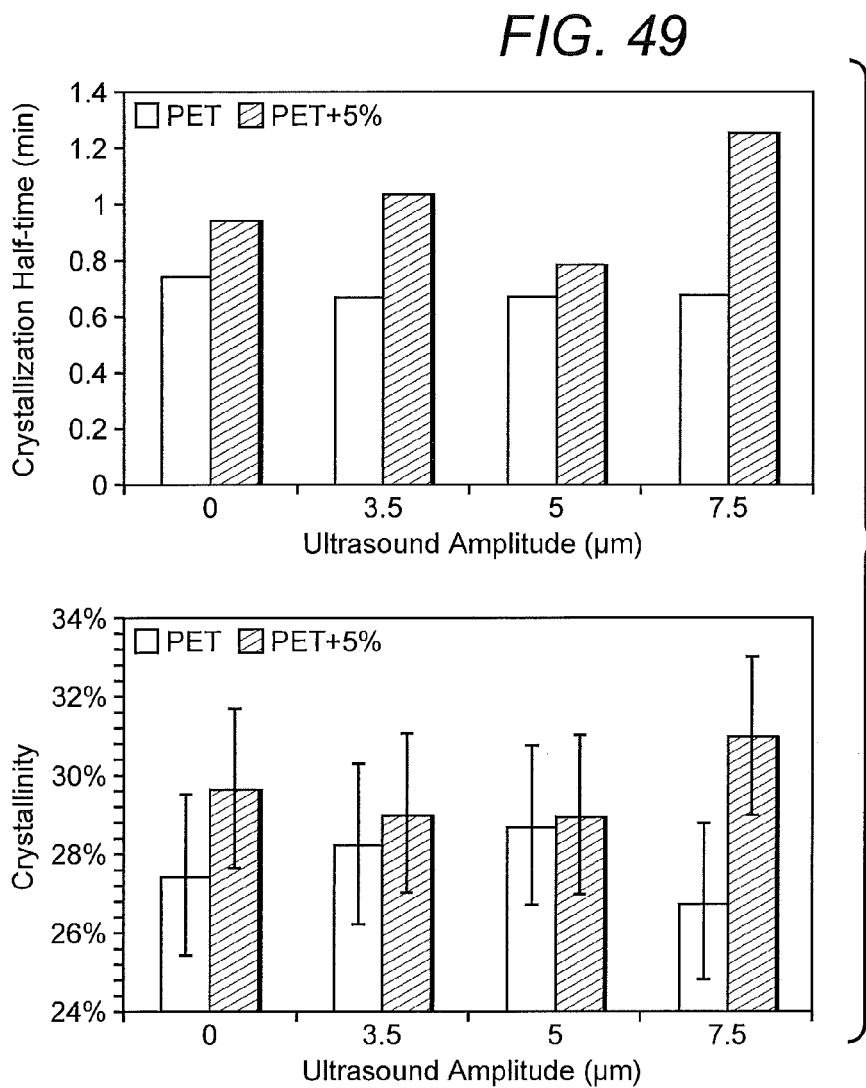 FIG. 49
1.4
PET PET+5%
1.2
1
0.8
0.6
0.4
0.2
0
Crystallization Half-time (min)
0 3.5 5 7.5
Ultrasound Amplitude (µm)
34%
PET PET+5%
32%
30%
28%
26%
24%
Crystallinity
0 3.5 5 7.5
Ultrasound Amplitude (µm)